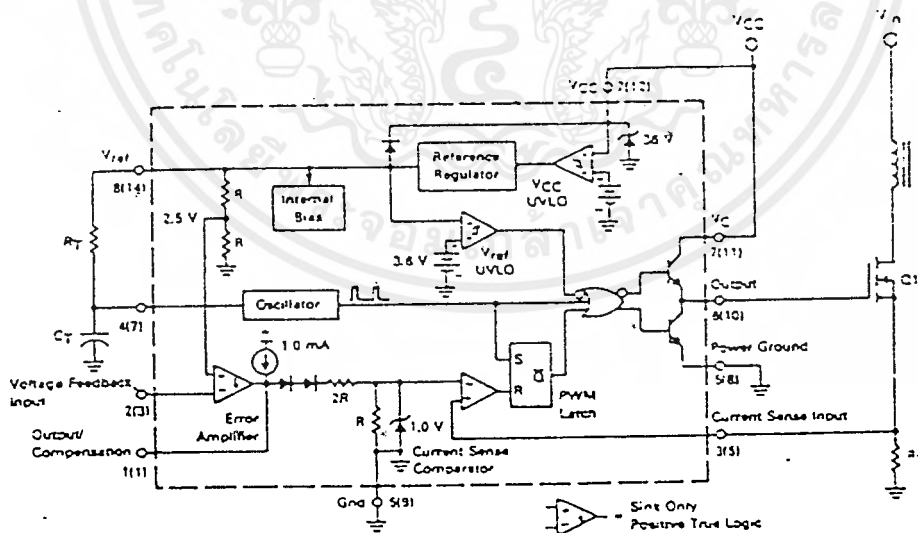 VCC
Vin
VCC 7(12)
Vref
8(14)
R
Internal
Bias
Reference
Regulator
36 V
VCC
UVLO
2.5 V
R
RT
3.6 V
Vref
UVLO
VC
7(11)
Output
6(10)
Q1
Oscillator
4(7)
CT
1.0 mA
S
Q
R
PWM
Latch
Power Ground
5(8)
Voltage Feedback
Input
2(3)
Error
Amplifier
2R
R
1.0 V
Current Sense
Comparator
Current Sense Input
3(5)
Output/
Compensation
1(1)
Gnd
5(9)
= Sink Only
Positive True Logic